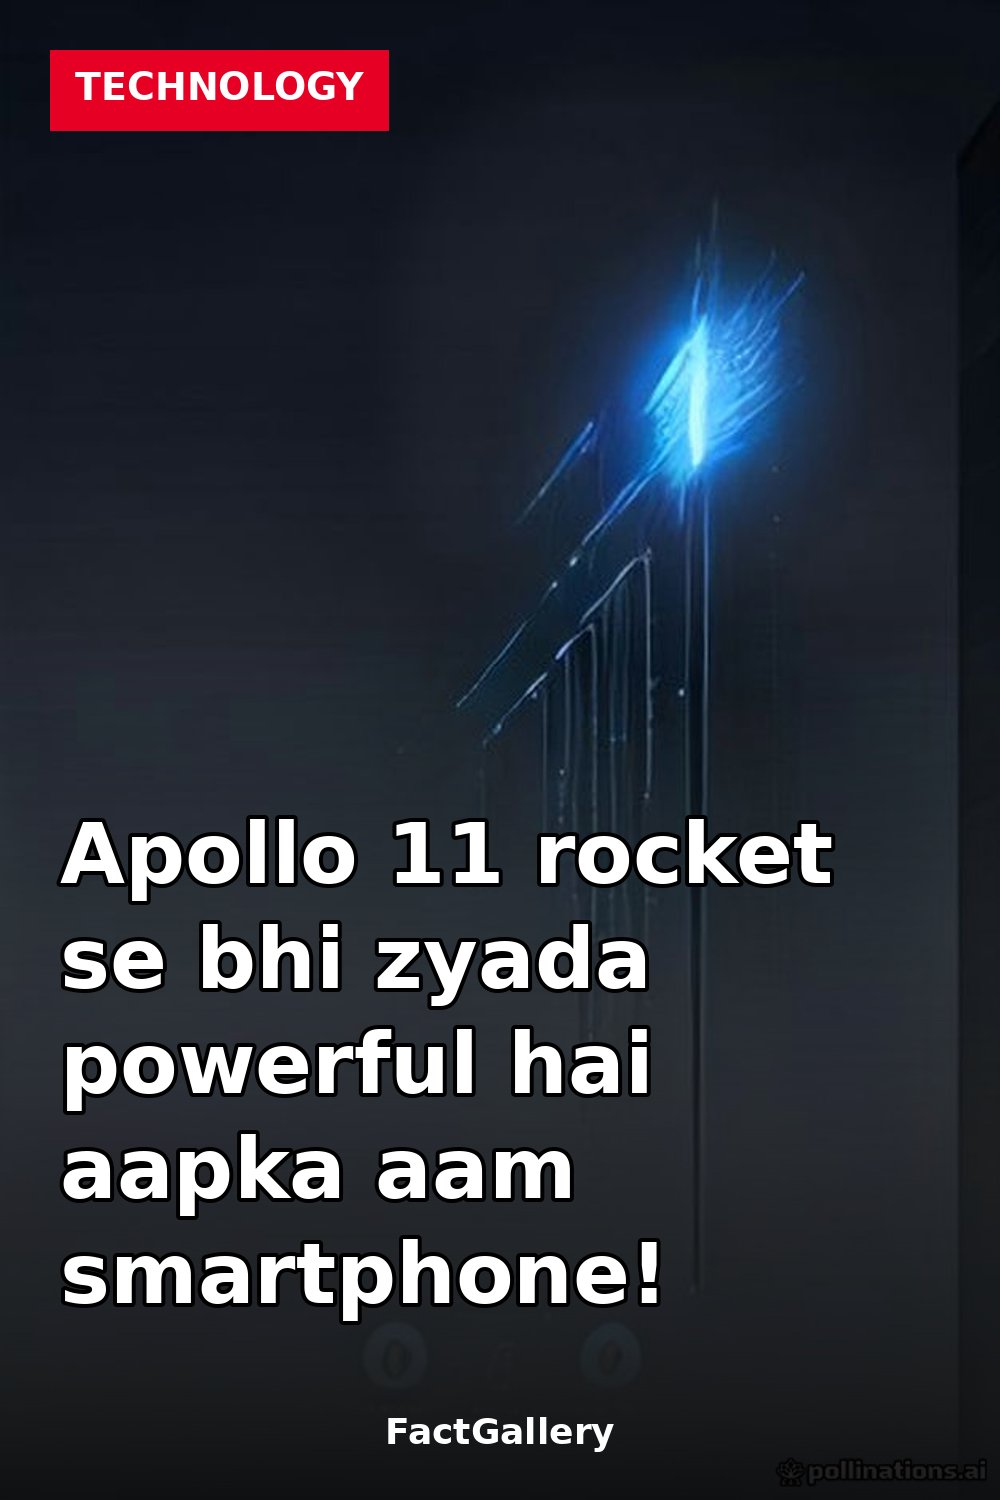 TECHNOLOGY
Apollo 11 rocket
se bhi zyada
powerful hai
aapka aam
smartphone!
FactGallery
pollinations.ai